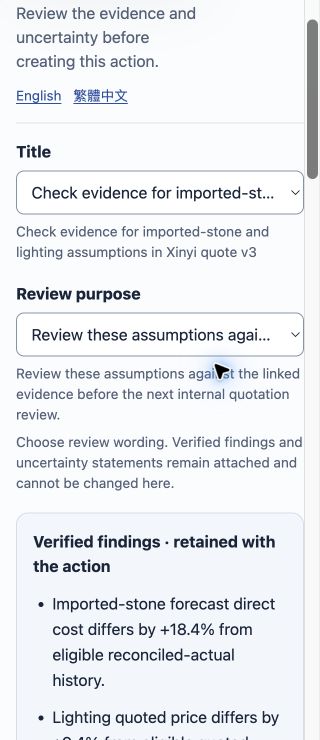 Review the evidence and
uncertainty before
creating this action.
English 繁體中文
Title
Check evidence for imported-st...
Check evidence for imported-stone and
lighting assumptions in Xinyi quote v3
Review purpose
Review these assumptions agai...
Review these assumptions against the linked
evidence before the next internal quotation
review.
Choose review wording. Verified findings and
uncertainty statements remain attached and
cannot be changed here.
Verified findings · retained with
the action
• Imported-stone forecast direct
cost differs by +18.4% from
eligible reconciled-actual
history.
• Lighting quoted price differs by